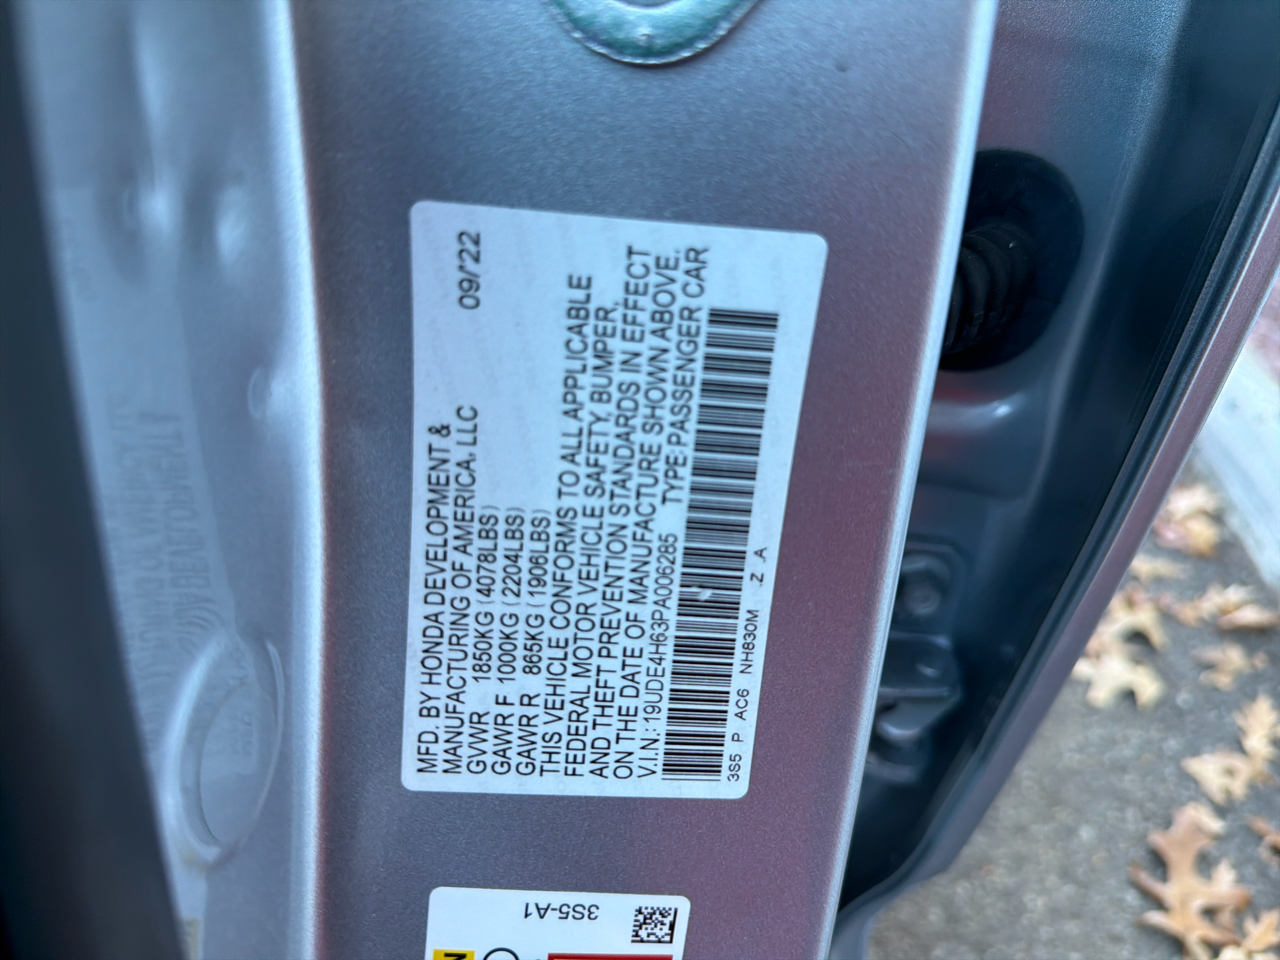 MFD. BY HONDA DEVELOPMENT & 09/'22
MANUFACTURING OF AMERICA, LLC
GVWR 1850KG (4078LBS)
GAWR F 1000KG (2204LBS)
GAWR R 865KG (1906LBS)
THIS VEHICLE CONFORMS TO ALL APPLICABLE
FEDERAL MOTOR VEHICLE SAFETY, BUMPER,
AND THEFT PREVENTION STANDARDS IN EFFECT
ON THE DATE OF MANUFACTURE SHOWN ABOVE.
V.I.N.: 19UDE4H63PA006285 TYPE: PASSENGER CAR
3S5 P AC6 NH830M .Z .A
3S5-A1